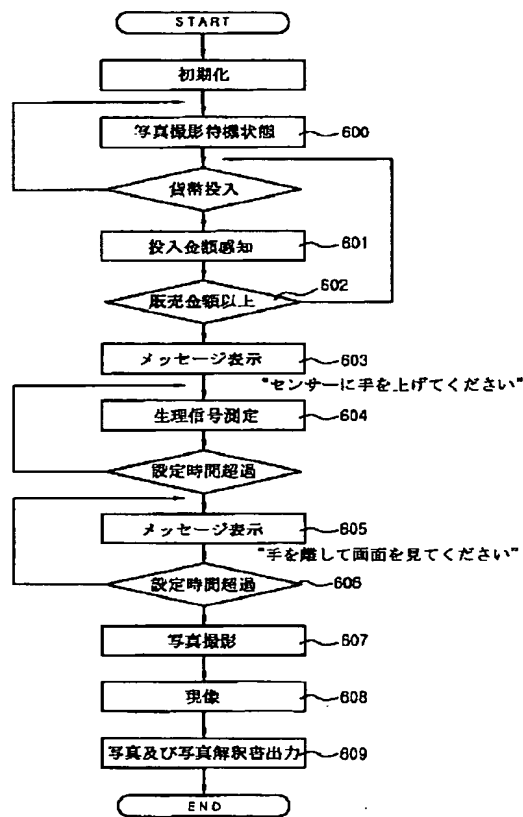 START
初期化
写真撮影待機状態
600
貨幣投入
投入金額感知
601
602
販売金額以上
メッセージ表示
603
"センサーに手を上げてください"
生理信号測定
604
設定時間超過
メッセージ表示
605
"手を離して画面を見てください"
設定時間超過
606
写真撮影
607
現像
608
写真及び写真解釈書出力
609
END